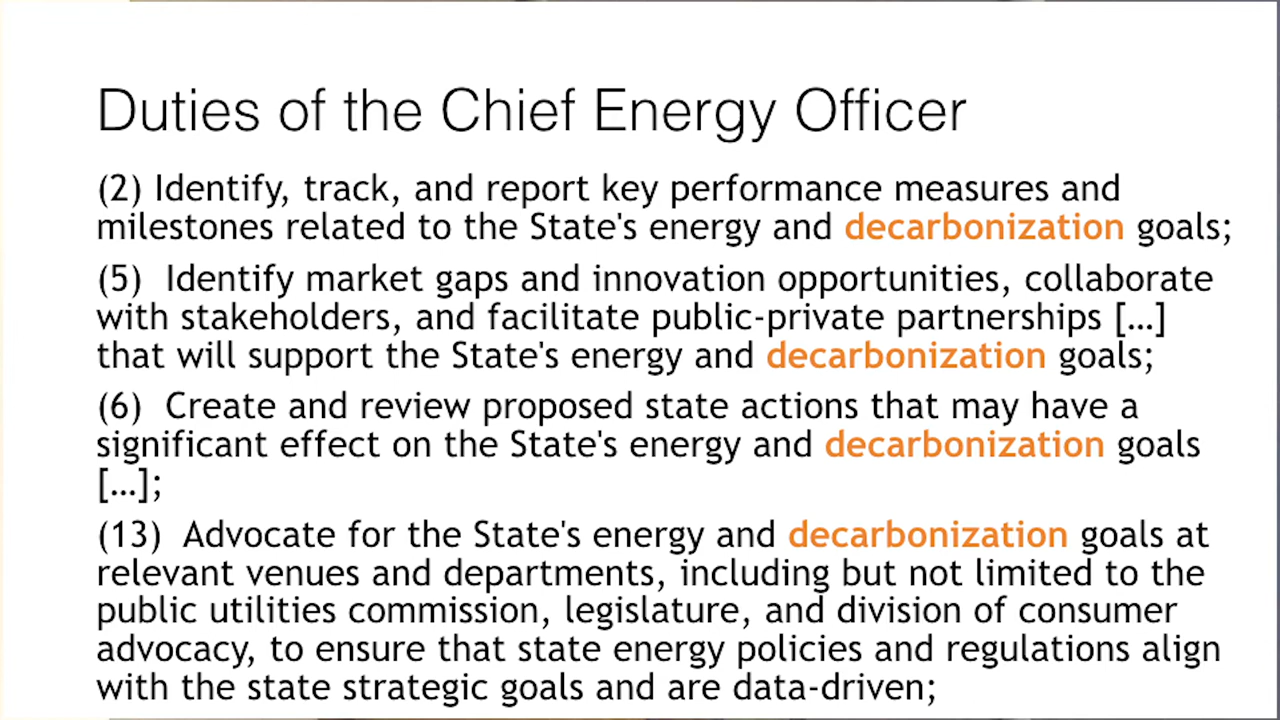 Duties of the Chief Energy Officer
(2) Identify, track, and report key performance measures and
milestones related to the State's energy and decarbonization goals;
(5) Identify market gaps and innovation opportunities, collaborate
with stakeholders, and facilitate public-private partnerships […]
that will support the State's energy and decarbonization goals;
(6) Create and review proposed state actions that may have a
significant effect on the State's energy and decarbonization goals
[…];
(13) Advocate for the State's energy and decarbonization goals at
relevant venues and departments, including but not limited to the
public utilities commission, legislature, and division of consumer
advocacy, to ensure that state energy policies and regulations align
with the state strategic goals and are data-driven;